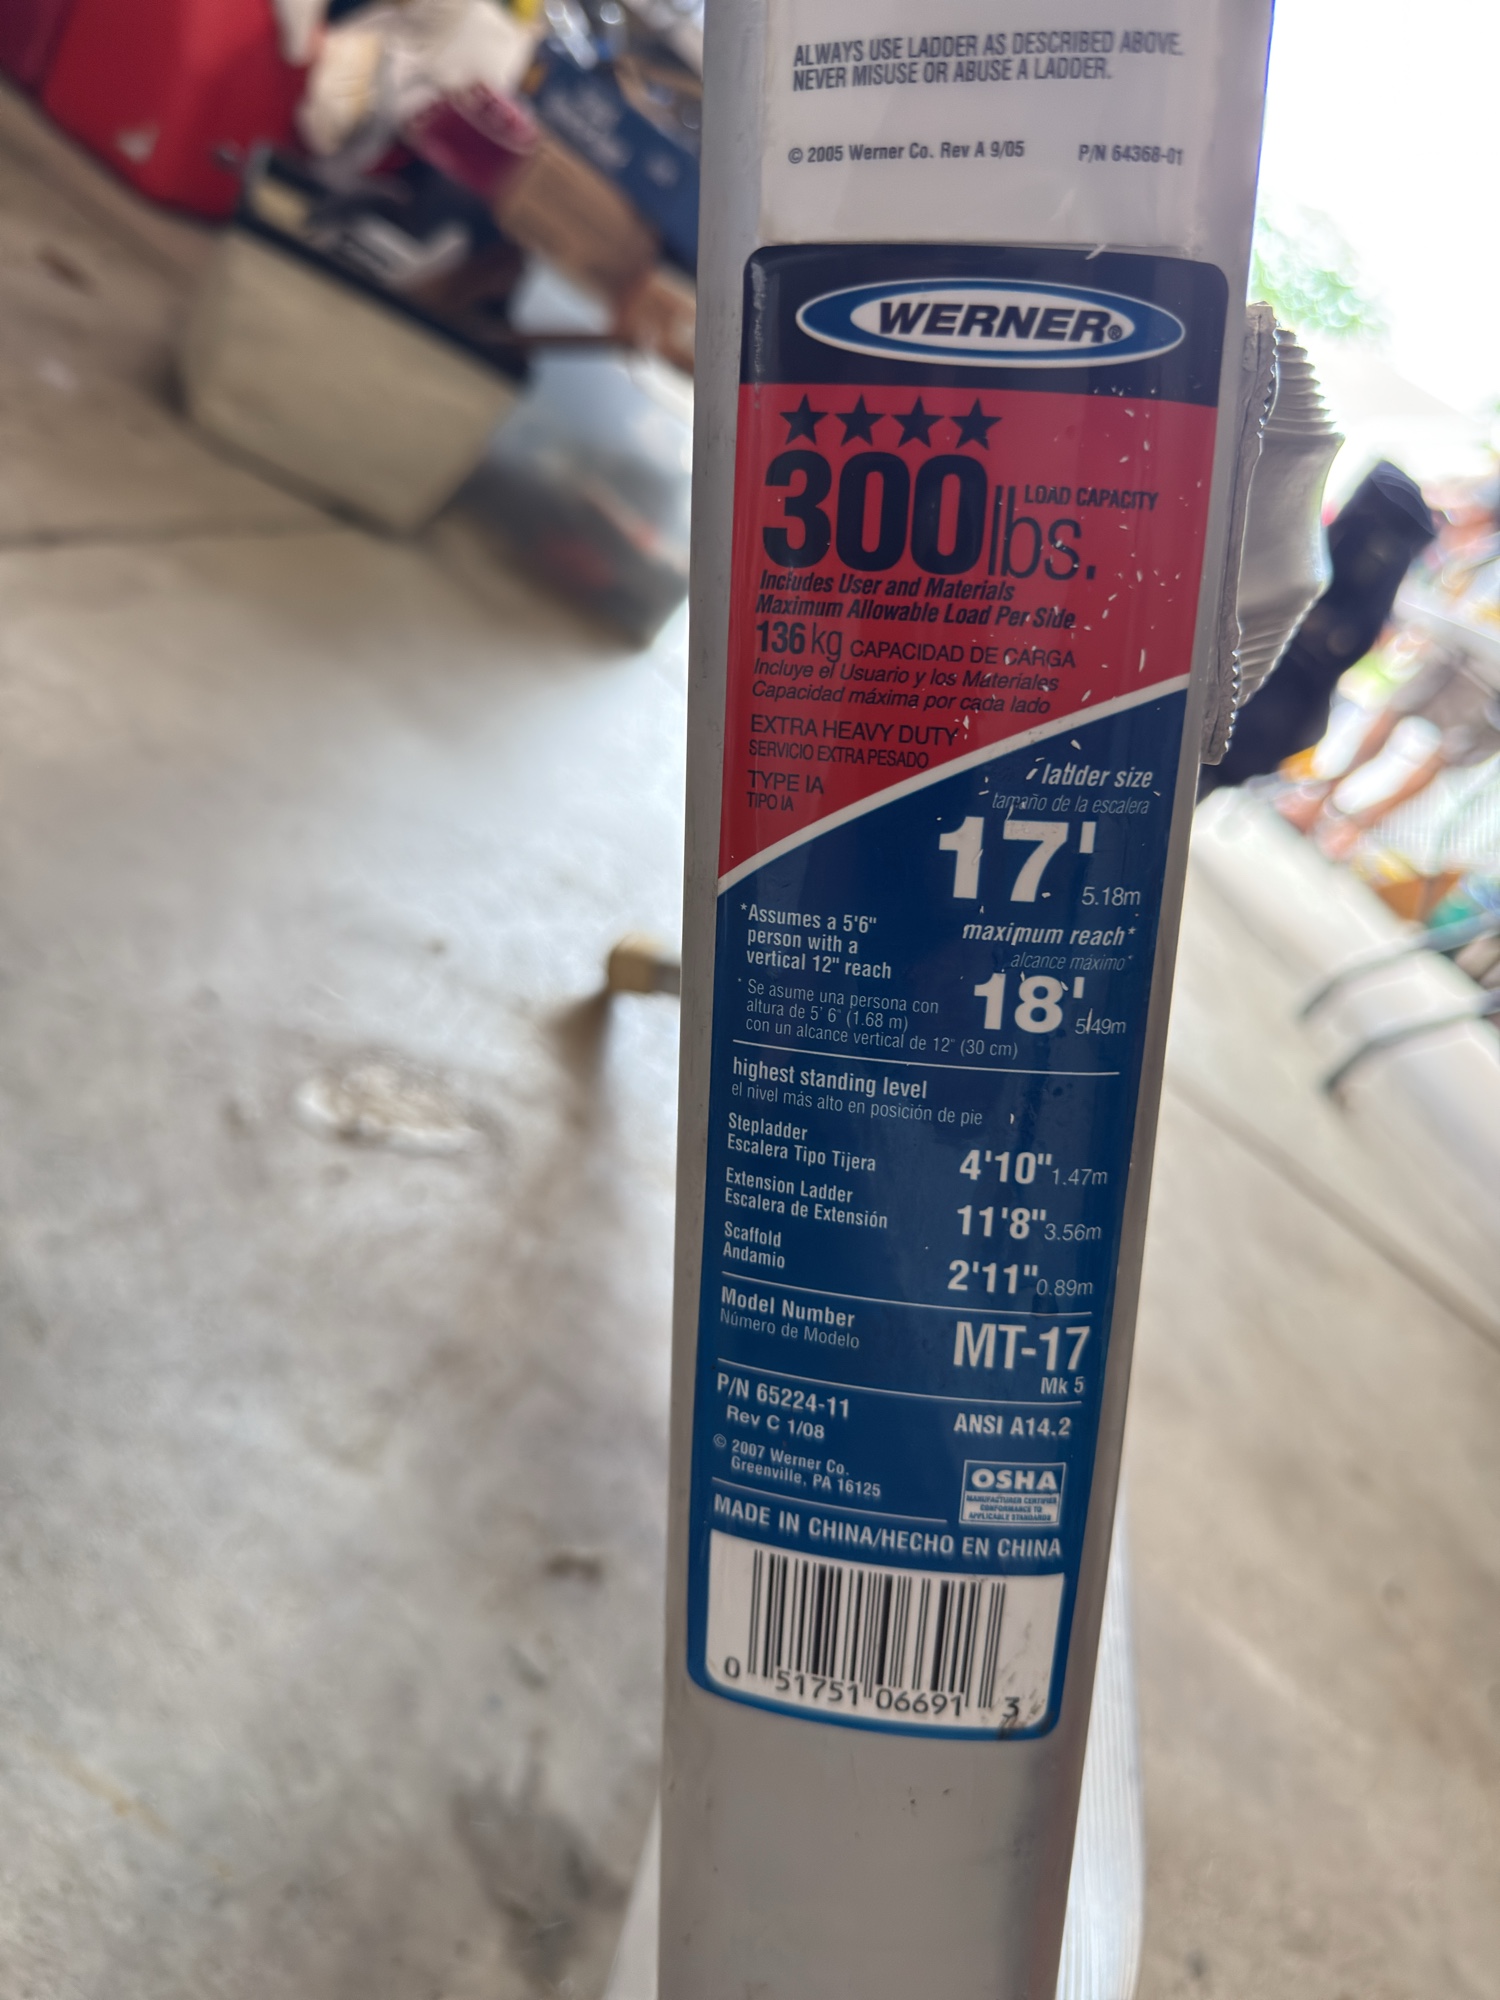 ALWAYS USE LADDER AS DESCRIBED ABOVE.
NEVER MISUSE OR ABUSE A LADDER.
© 2005 Werner Co. Rev A 9/05 P/N 64368-01
WERNER®
300 lbs. LOAD CAPACITY
Includes User and Materials
Maximum Allowable Load Per Side
136 kg CAPACIDAD DE CARGA
Incluye el Usuario y los Materiales
Capacidad máxima por cada lado
EXTRA HEAVY DUTY
SERVICIO EXTRA PESADO
TYPE IA
TIPO IA
ladder size
tamaño de la escalera
17' 5.18m
*Assumes a 5'6"
person with a
vertical 12" reach
maximum reach*
alcance máximo*
18' 5.49m
* Se asume una persona con
altura de 5' 6" (1.68 m)
con un alcance vertical de 12" (30 cm)
highest standing level
el nivel más alto en posición de pie
Stepladder
Escalera Tipo Tijera
4'10" 1.47m
Extension Ladder
Escalera de Extensión
11'8" 3.56m
Scaffold
Andamio
2'11" 0.89m
Model Number
Número de Modelo
MT-17
Mk 5
P/N 65224-11
Rev C 1/08
ANSI A14.2
© 2007 Werner Co.
Greenville, PA 16125
OSHA
MANUFACTURER CERTIFIES
CONFORMANCE TO
APPLICABLE STANDARDS
MADE IN CHINA/HECHO EN CHINA
0 51751 06691 3